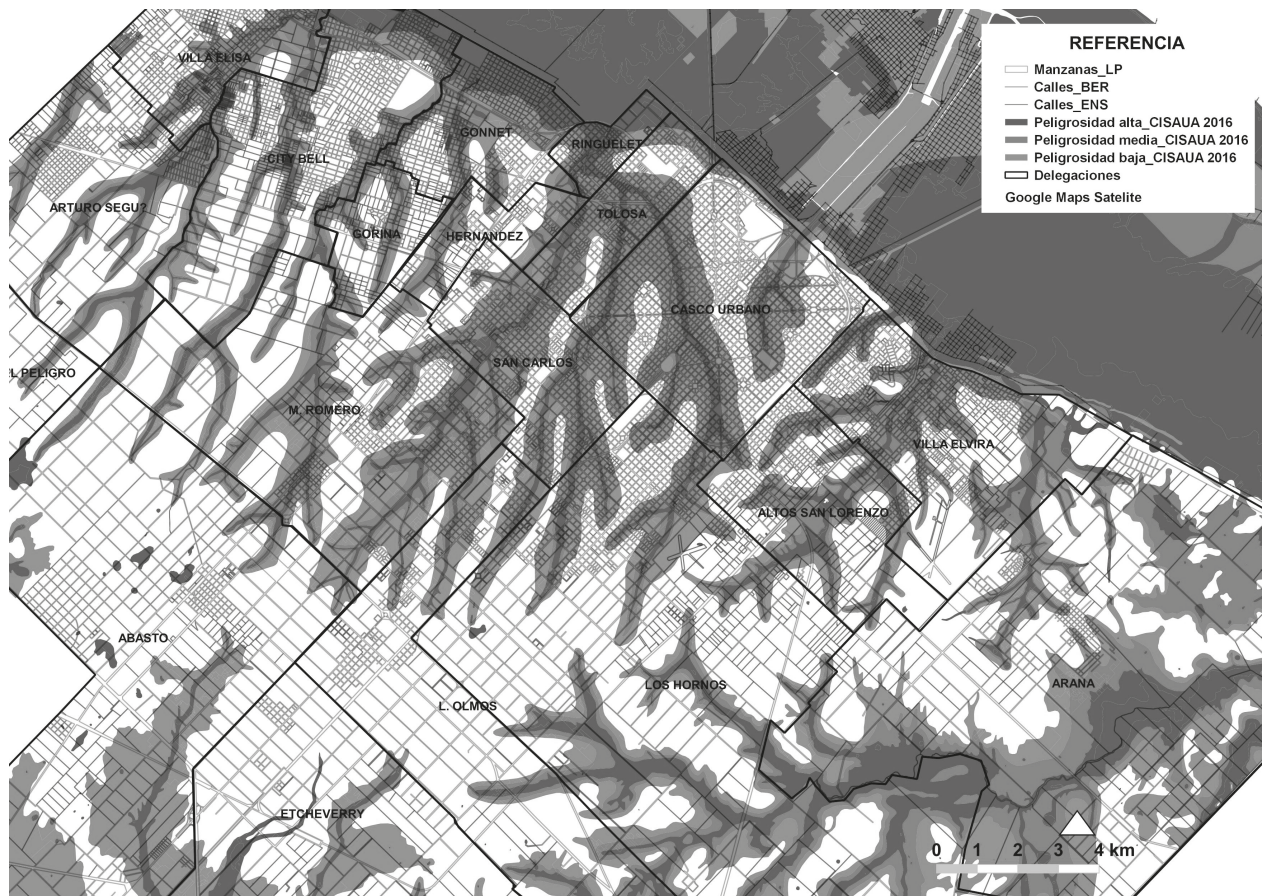 REFERENCIA
Manzanas_LP
Calles_BER
Calles_ENS
Peligrosidad alta_CISAUA 2016
Peligrosidad media_CISAUA 2016
Peligrosidad baja_CISAUA 2016
Delegaciones
Google Maps Satelite
VILLA ELISA
GONNET
RINGUELET
CITY BELL
ARTURO SEGU?
TOLOSA
GORINA
HERNANDEZ
CASCO URBANO
SAN CARLOS
EL PELIGRO
M. ROMERO
VILLA ELVIRA
ALTOS SAN LORENZO
ABASTO
LOS HORNOS
ARANA
L. OLMOS
ETCHEVERRY
0 1 2 3 4 km